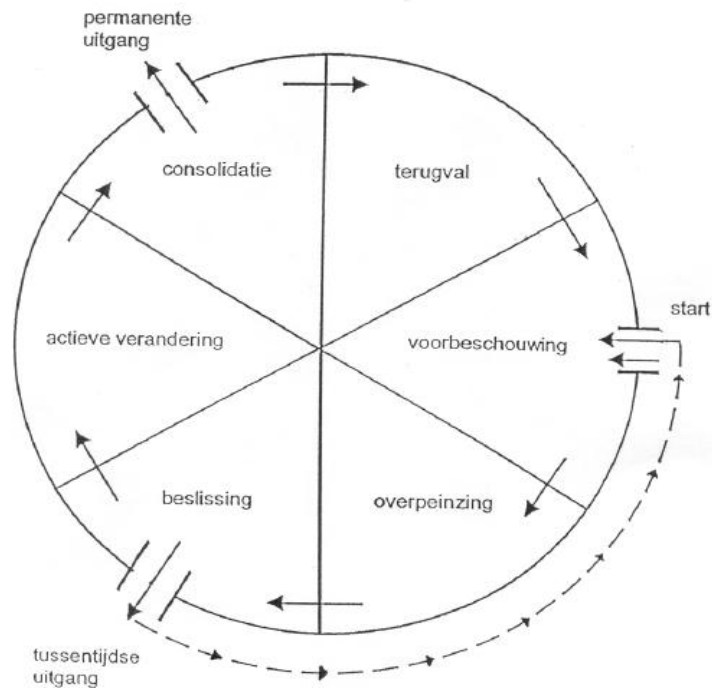 permanente
uitgang
consolidatie
terugval
start
actieve verandering
voorbeschouwing
beslissing
overpeinzing
tussentijdse
uitgang